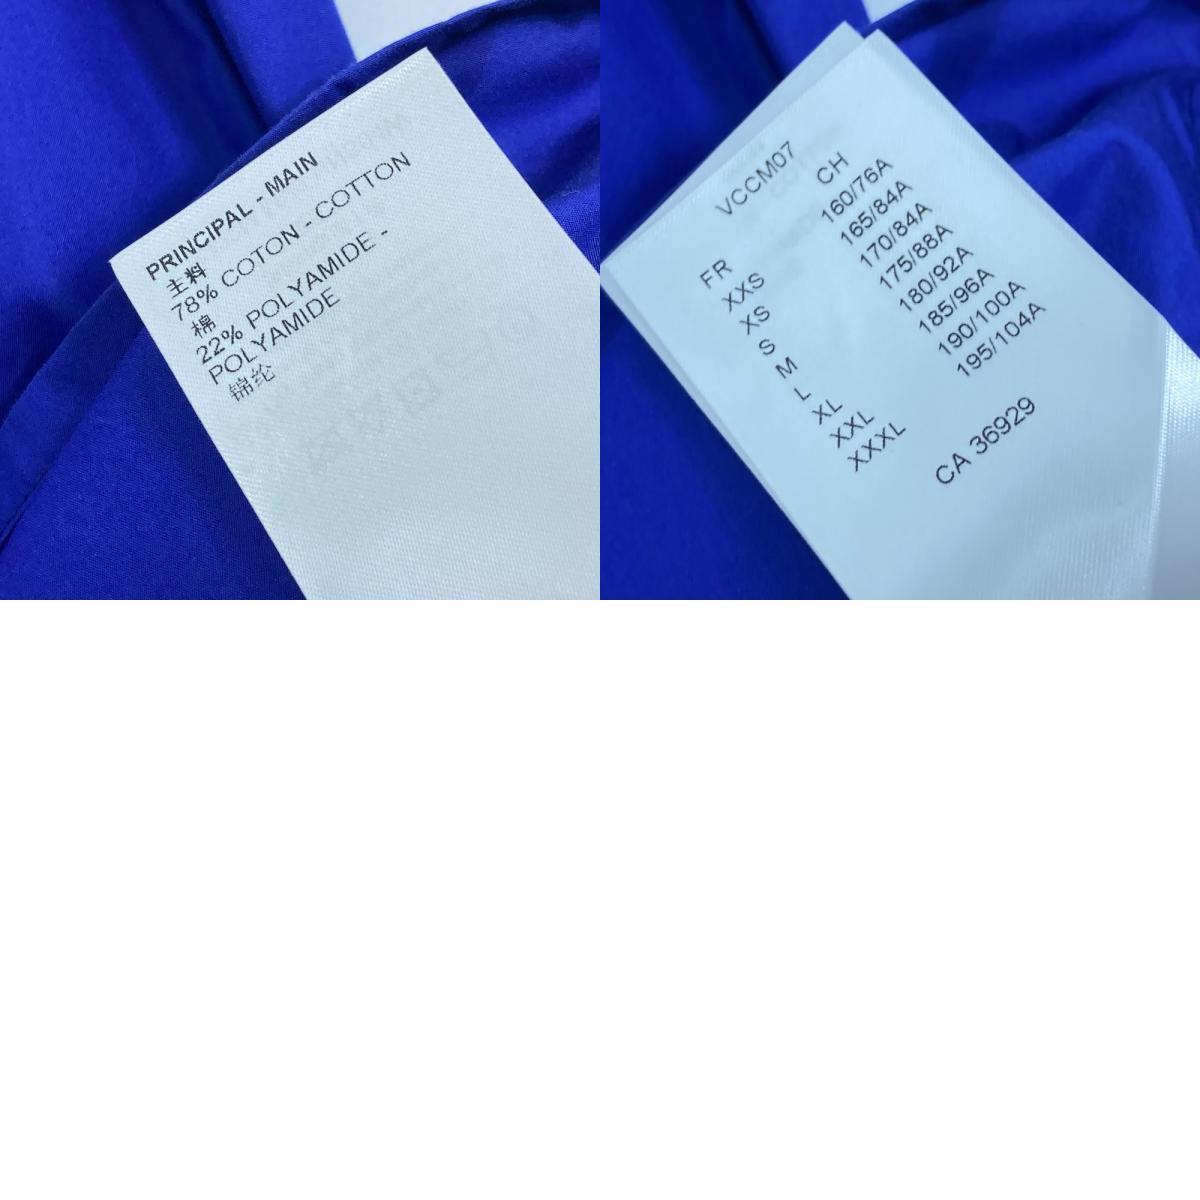 PRINCIPAL - MAIN
主料
78% COTON - COTTON
棉
22% POLYAMIDE -
POLYAMIDE
锦纶
VCCM07
FR CH
XXS 160/76A
XS 165/84A
S 170/84A
M 175/88A
L 180/92A
XL 185/96A
XXL 190/100A
XXXL 195/104A
CA 36929